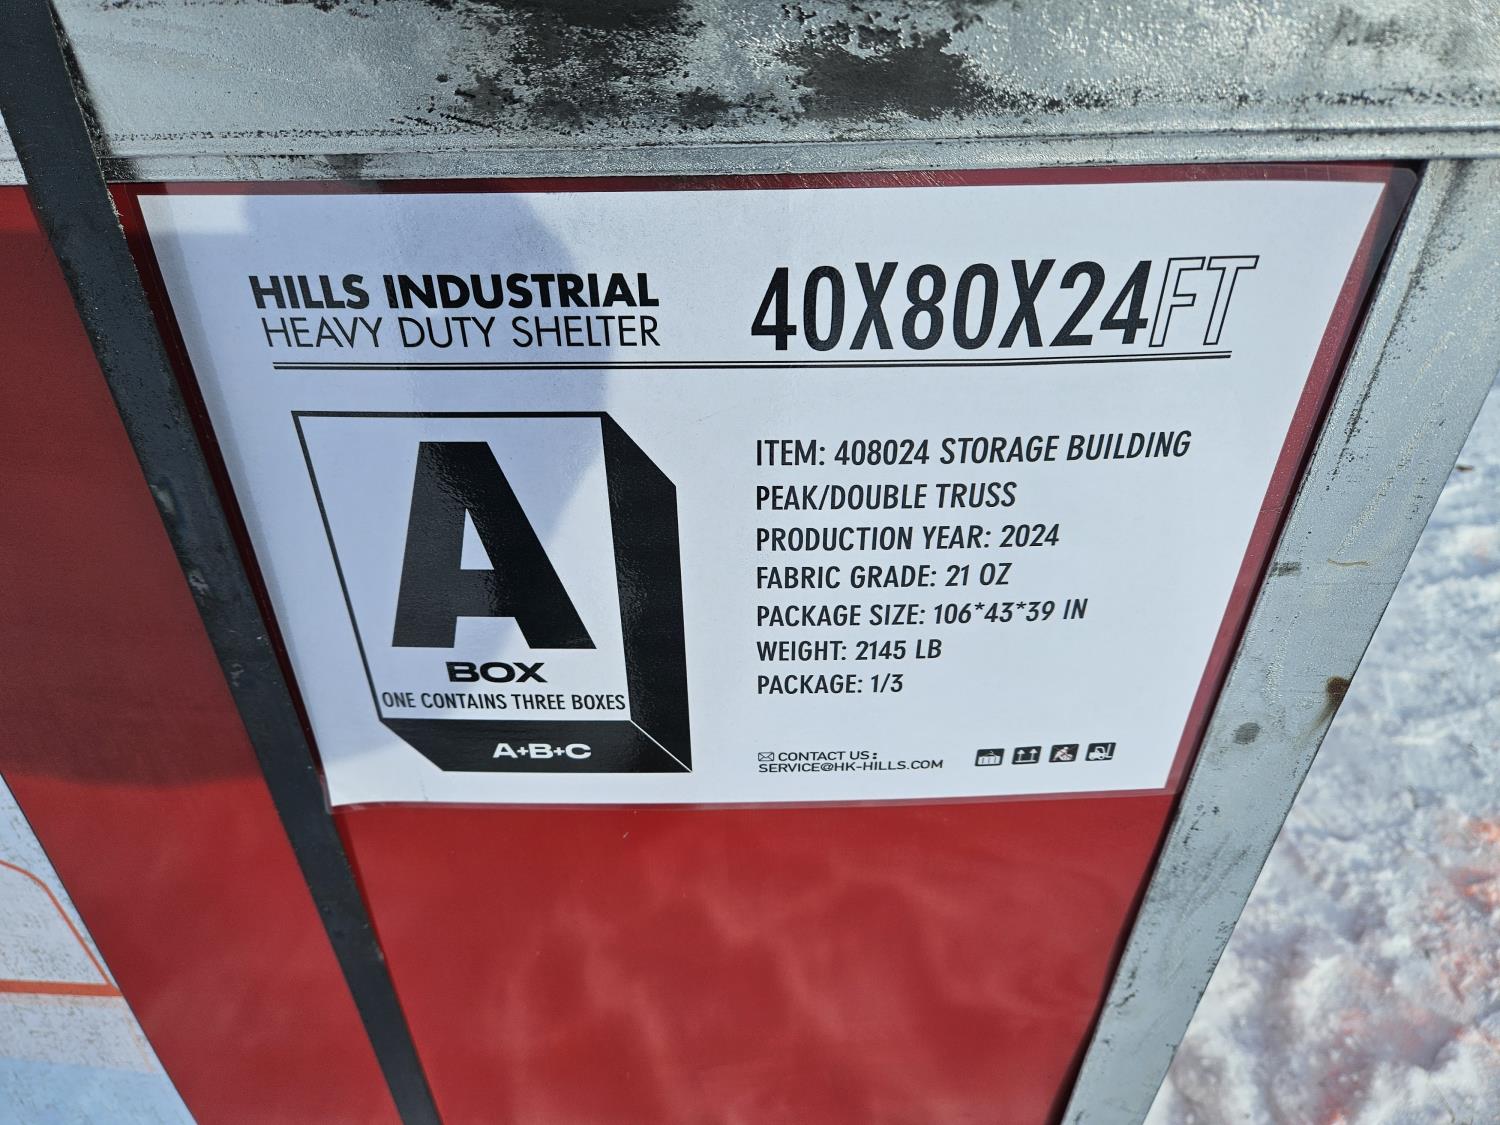 HILLS INDUSTRIAL
HEAVY DUTY SHELTER
40X80X24FT
A
BOX
ONE CONTAINS THREE BOXES
A+B+C
ITEM: 408024 STORAGE BUILDING
PEAK/DOUBLE TRUSS
PRODUCTION YEAR: 2024
FABRIC GRADE: 21 OZ
PACKAGE SIZE: 106*43*39 IN
WEIGHT: 2145 LB
PACKAGE: 1/3
CONTACT US:
SERVICE@HK-HILLS.COM